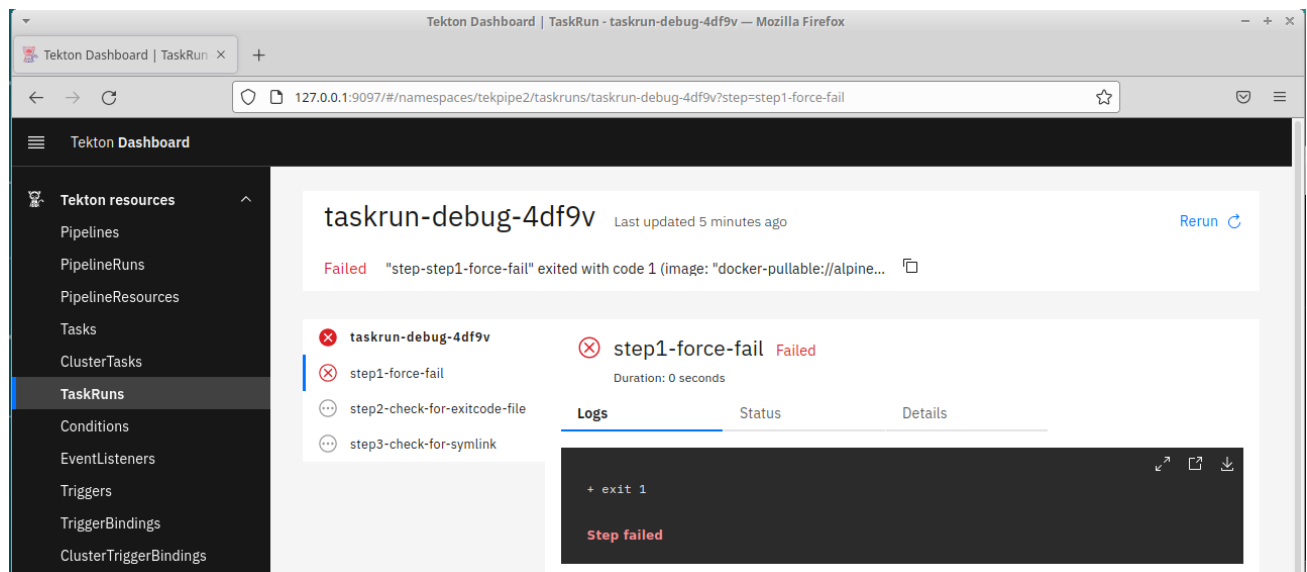 Tekton Dashboard | TaskRun - taskrun-debug-4df9v — Mozilla Firefox
Tekton Dashboard | TaskRun
127.0.0.1:9097/#/namespaces/tekpipe2/taskruns/taskrun-debug-4df9v?step=step1-force-fail
Tekton Dashboard
Tekton resources
Pipelines
PipelineRuns
PipelineResources
Tasks
ClusterTasks
TaskRuns
Conditions
EventListeners
Triggers
TriggerBindings
ClusterTriggerBindings
taskrun-debug-4df9v Last updated 5 minutes ago Rerun
Failed "step-step1-force-fail" exited with code 1 (image: "docker-pullable://alpine...
taskrun-debug-4df9v
step1-force-fail
step2-check-for-exitcode-file
step3-check-for-symlink
step1-force-fail Failed
Duration: 0 seconds
Logs Status Details
+ exit 1
Step failed